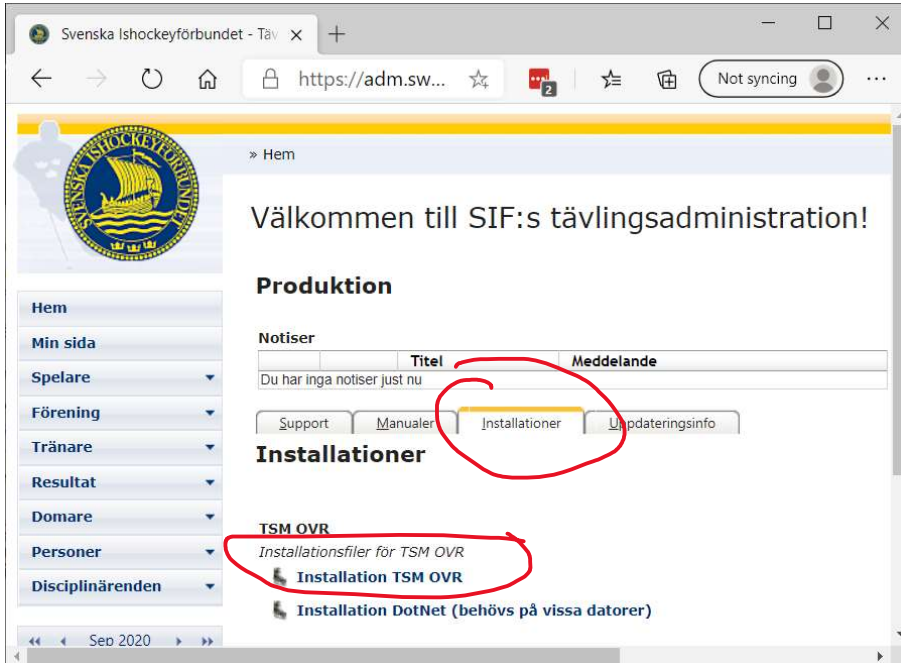 Svenska Ishockeyförbundet - Täv
https://adm.sw...
2
Not syncing
SVENSKA ISHOCKEYFÖRBUNDET
» Hem
Välkommen till SIF:s tävlingsadministration!
Produktion
Hem
Min sida
Spelare
Förening
Tränare
Resultat
Domare
Personer
Disciplinärenden
Sep 2020
Notiser
Titel Meddelande
Du har inga notiser just nu
Support Manualer Installationer Uppdateringsinfo
Installationer
TSM OVR
Installationsfiler för TSM OVR
Installation TSM OVR
Installation DotNet (behövs på vissa datorer)